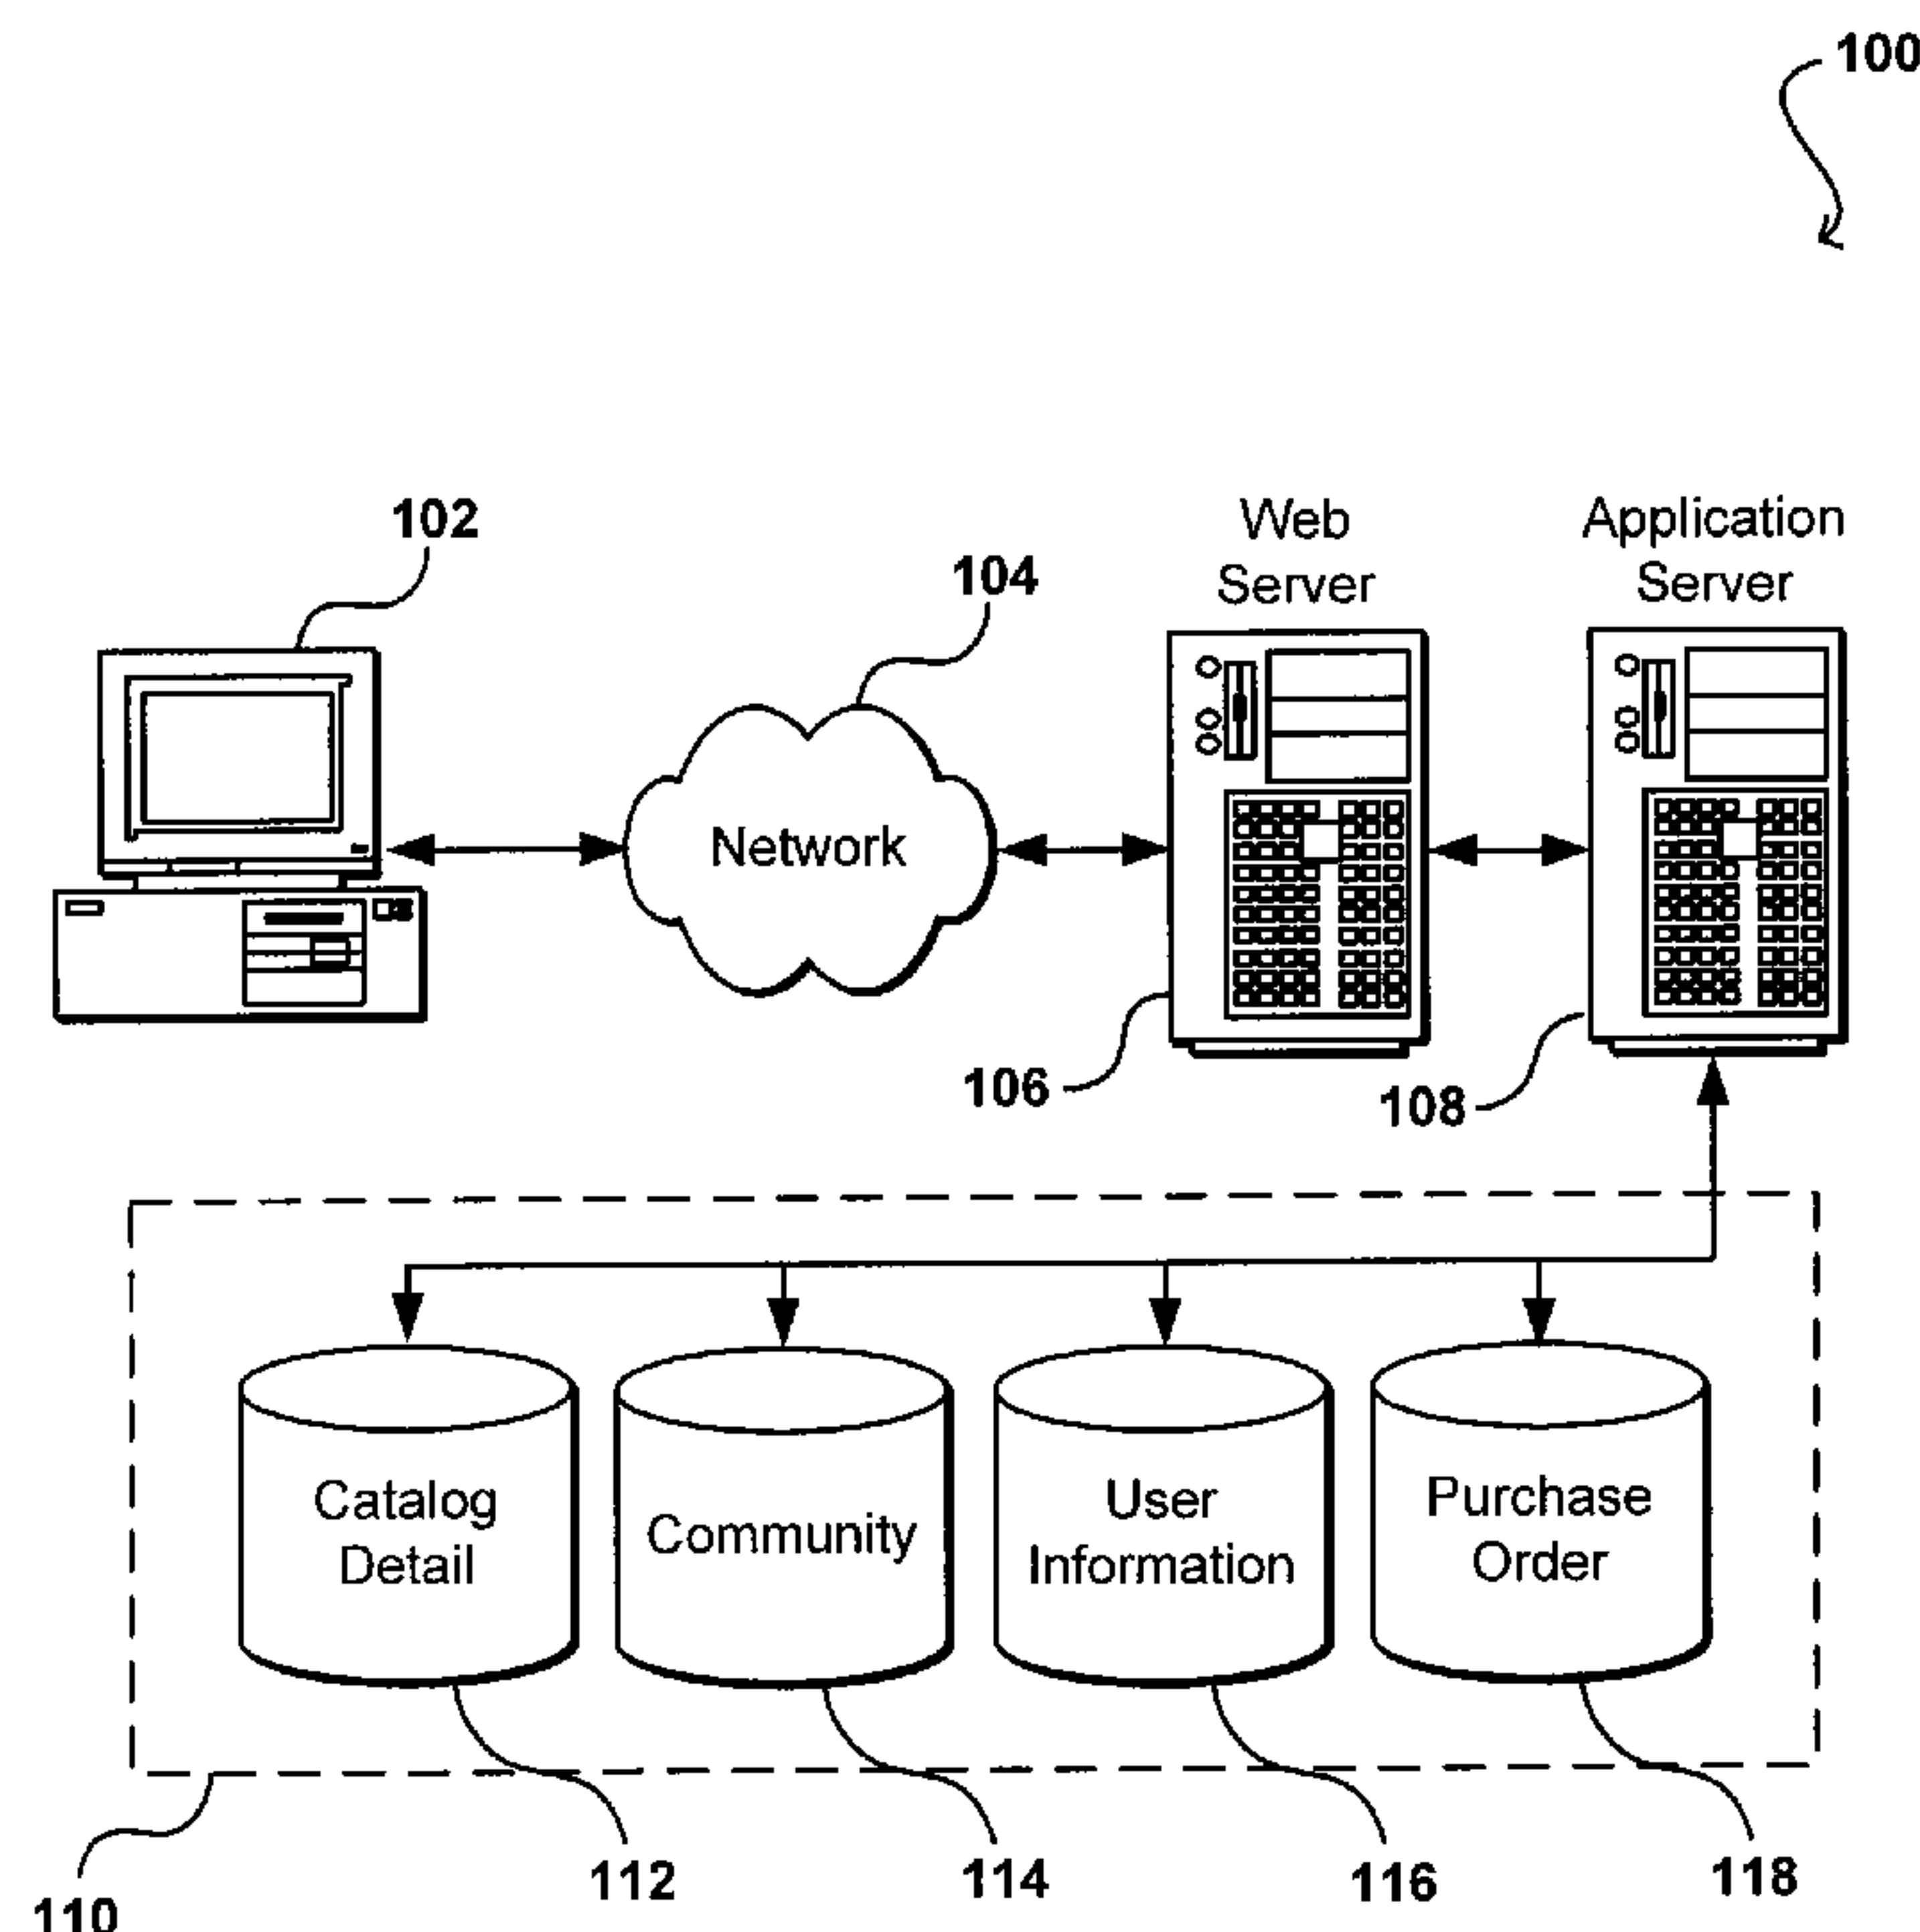 100
102
104
Web
Server
Application
Server
Network
106
108
Catalog
Detail
Community
User
Information
Purchase
Order
110
112
114
116
118